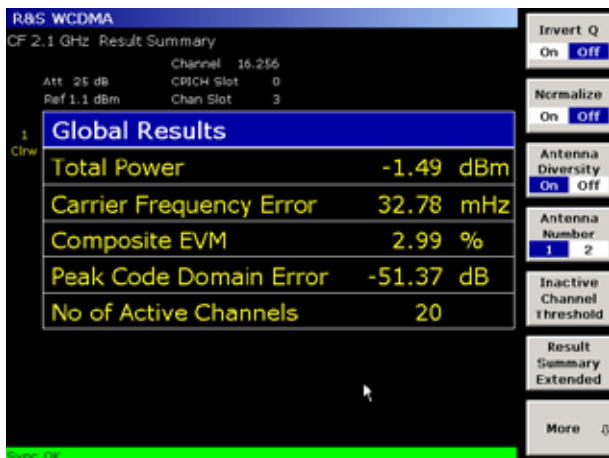 R&S WCDMA
CF 2.1 GHz Result Summary
Channel 16.256
Att 25 dB CPICH Slot 0
Ref 1.1 dBm Chan Slot 3
1
Clrw
Global Results
Total Power -1.49 dBm
Carrier Frequency Error 32.78 mHz
Composite EVM 2.99 %
Peak Code Domain Error -51.37 dB
No of Active Channels 20
Sync OK
Invert Q
On Off
Normalize
On Off
Antenna
Diversity
On Off
Antenna
Number
1 2
Inactive
Channel
Threshold
Result
Summary
Extended
More